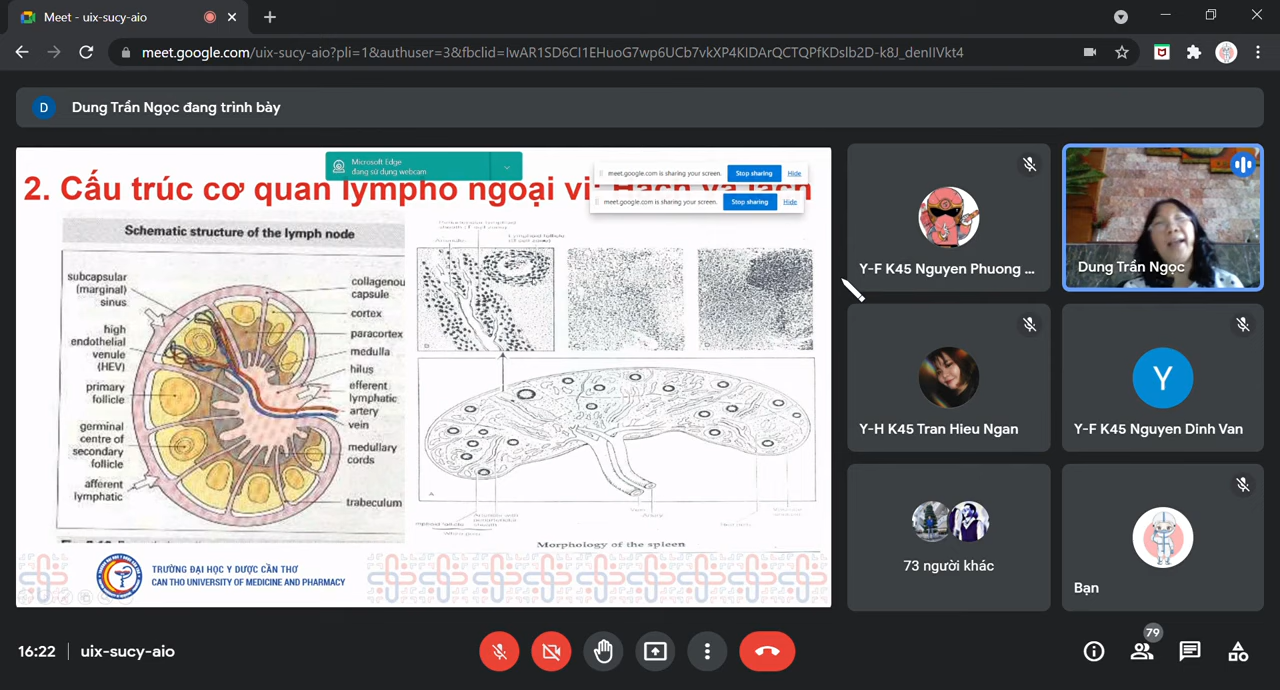 Meet - uix-sucy-aio
meet.google.com/uix-sucy-aio?pli=1&authuser=3&fbclid=IwAR1SD6CI1EHuoG7wp6UCb7vkXP4KIDArQCTQPfKDslb2D-k8J_denIIVkt4
D
Dung Trần Ngọc đang trình bày
Microsoft Edge
đang sử dụng webcam
meet.google.com is sharing your screen. Stop sharing Hide
meet.google.com is sharing your screen. Stop sharing Hide
2. Cấu trúc cơ quan lympho ngoại vi: Hạch và lách
Schematic structure of the lymph node
subcapsular
(marginal)
sinus
high
endothelial
venule
(HEV)
primary
follicle
germinal
centre of
secondary
follicle
afferent
lymphatic
collagenou
capsule
cortex
paracortex
medulla
hilus
efferent
lymphatic
artery
vein
medullary
cords
trabeculum
A
Morphology of the spleen
TRƯỜNG ĐẠI HỌC Y DƯỢC CẦN THƠ
CAN THO UNIVERSITY OF MEDICINE AND PHARMACY
Y-F K45 Nguyen Phuong ...
Dung Trần Ngọc
Y-H K45 Tran Hieu Ngan
Y
Y-F K45 Nguyen Dinh Van
73 người khác
Bạn
16:22
uix-sucy-aio
79